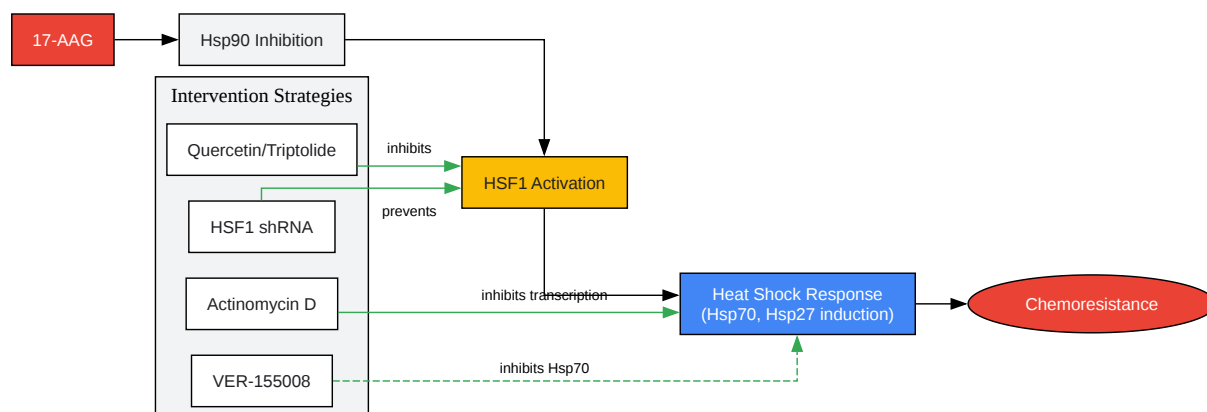 17-AAG
Hsp90 Inhibition
Intervention Strategies
Quercetin/Triptolide
inhibits
HSF1 Activation
HSF1 shRNA
prevents
Actinomycin D
inhibits transcription
Heat Shock Response
(Hsp70, Hsp27 induction)
Chemoresistance
VER-155008
inhibits Hsp70